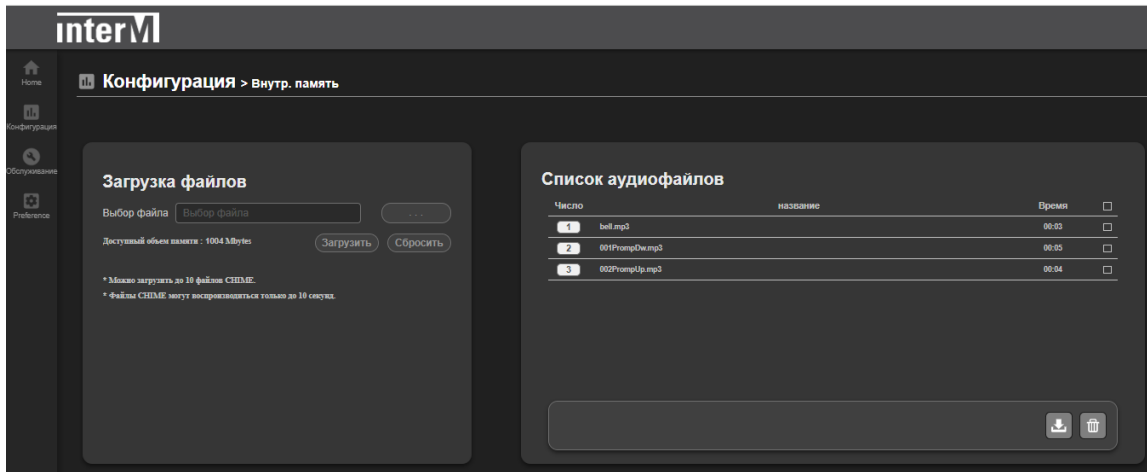 interM
Home
Конфигурация
Обслуживание
Preference
Конфигурация > Внутр. память
Загрузка файлов
Выбор файла Выбор файла ...
Доступный объем памяти : 1004 Mbytes Загрузить Сбросить
* Можно загрузить до 10 файлов CHIME.
* Файлы CHIME могут воспроизводиться только до 10 секунд.
Список аудиофайлов
Число название Время
1 bell.mp3 00:03
2 001PrompDw.mp3 00:05
3 002PrompUp.mp3 00:04